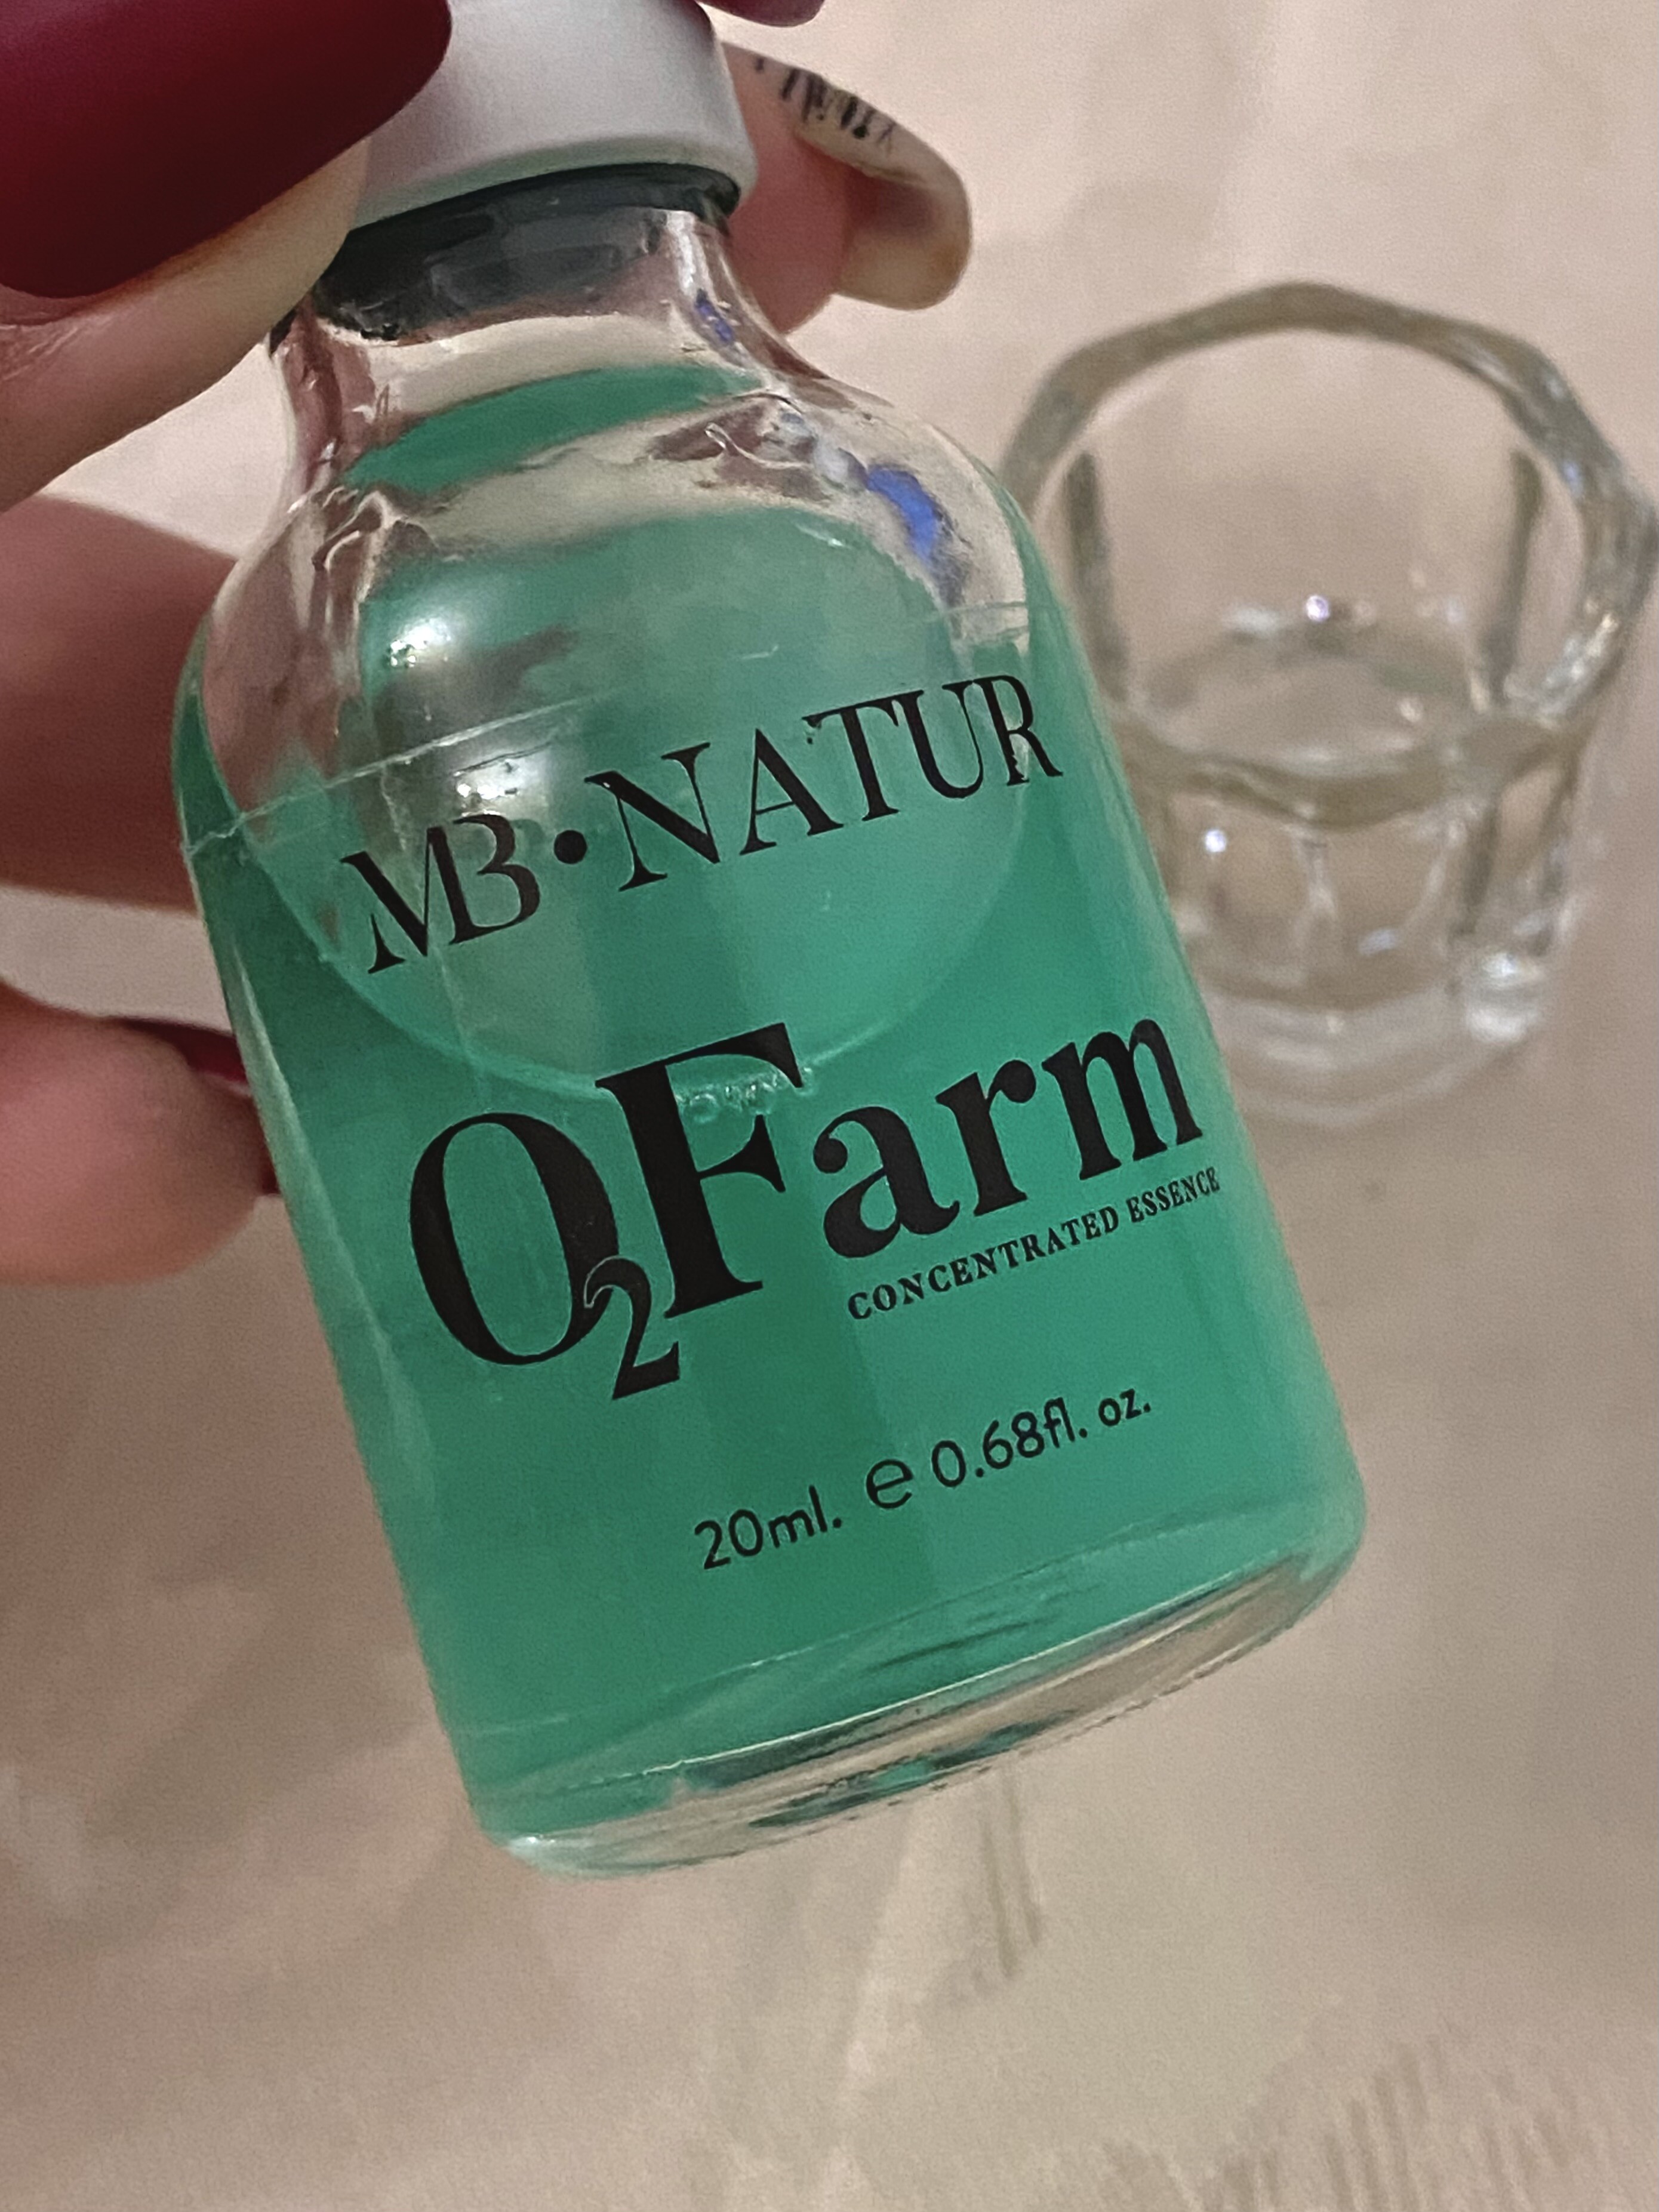 MB•NATUR
O2Farm
CONCENTRATED ESSENCE
20ml. e 0.68fl. oz.